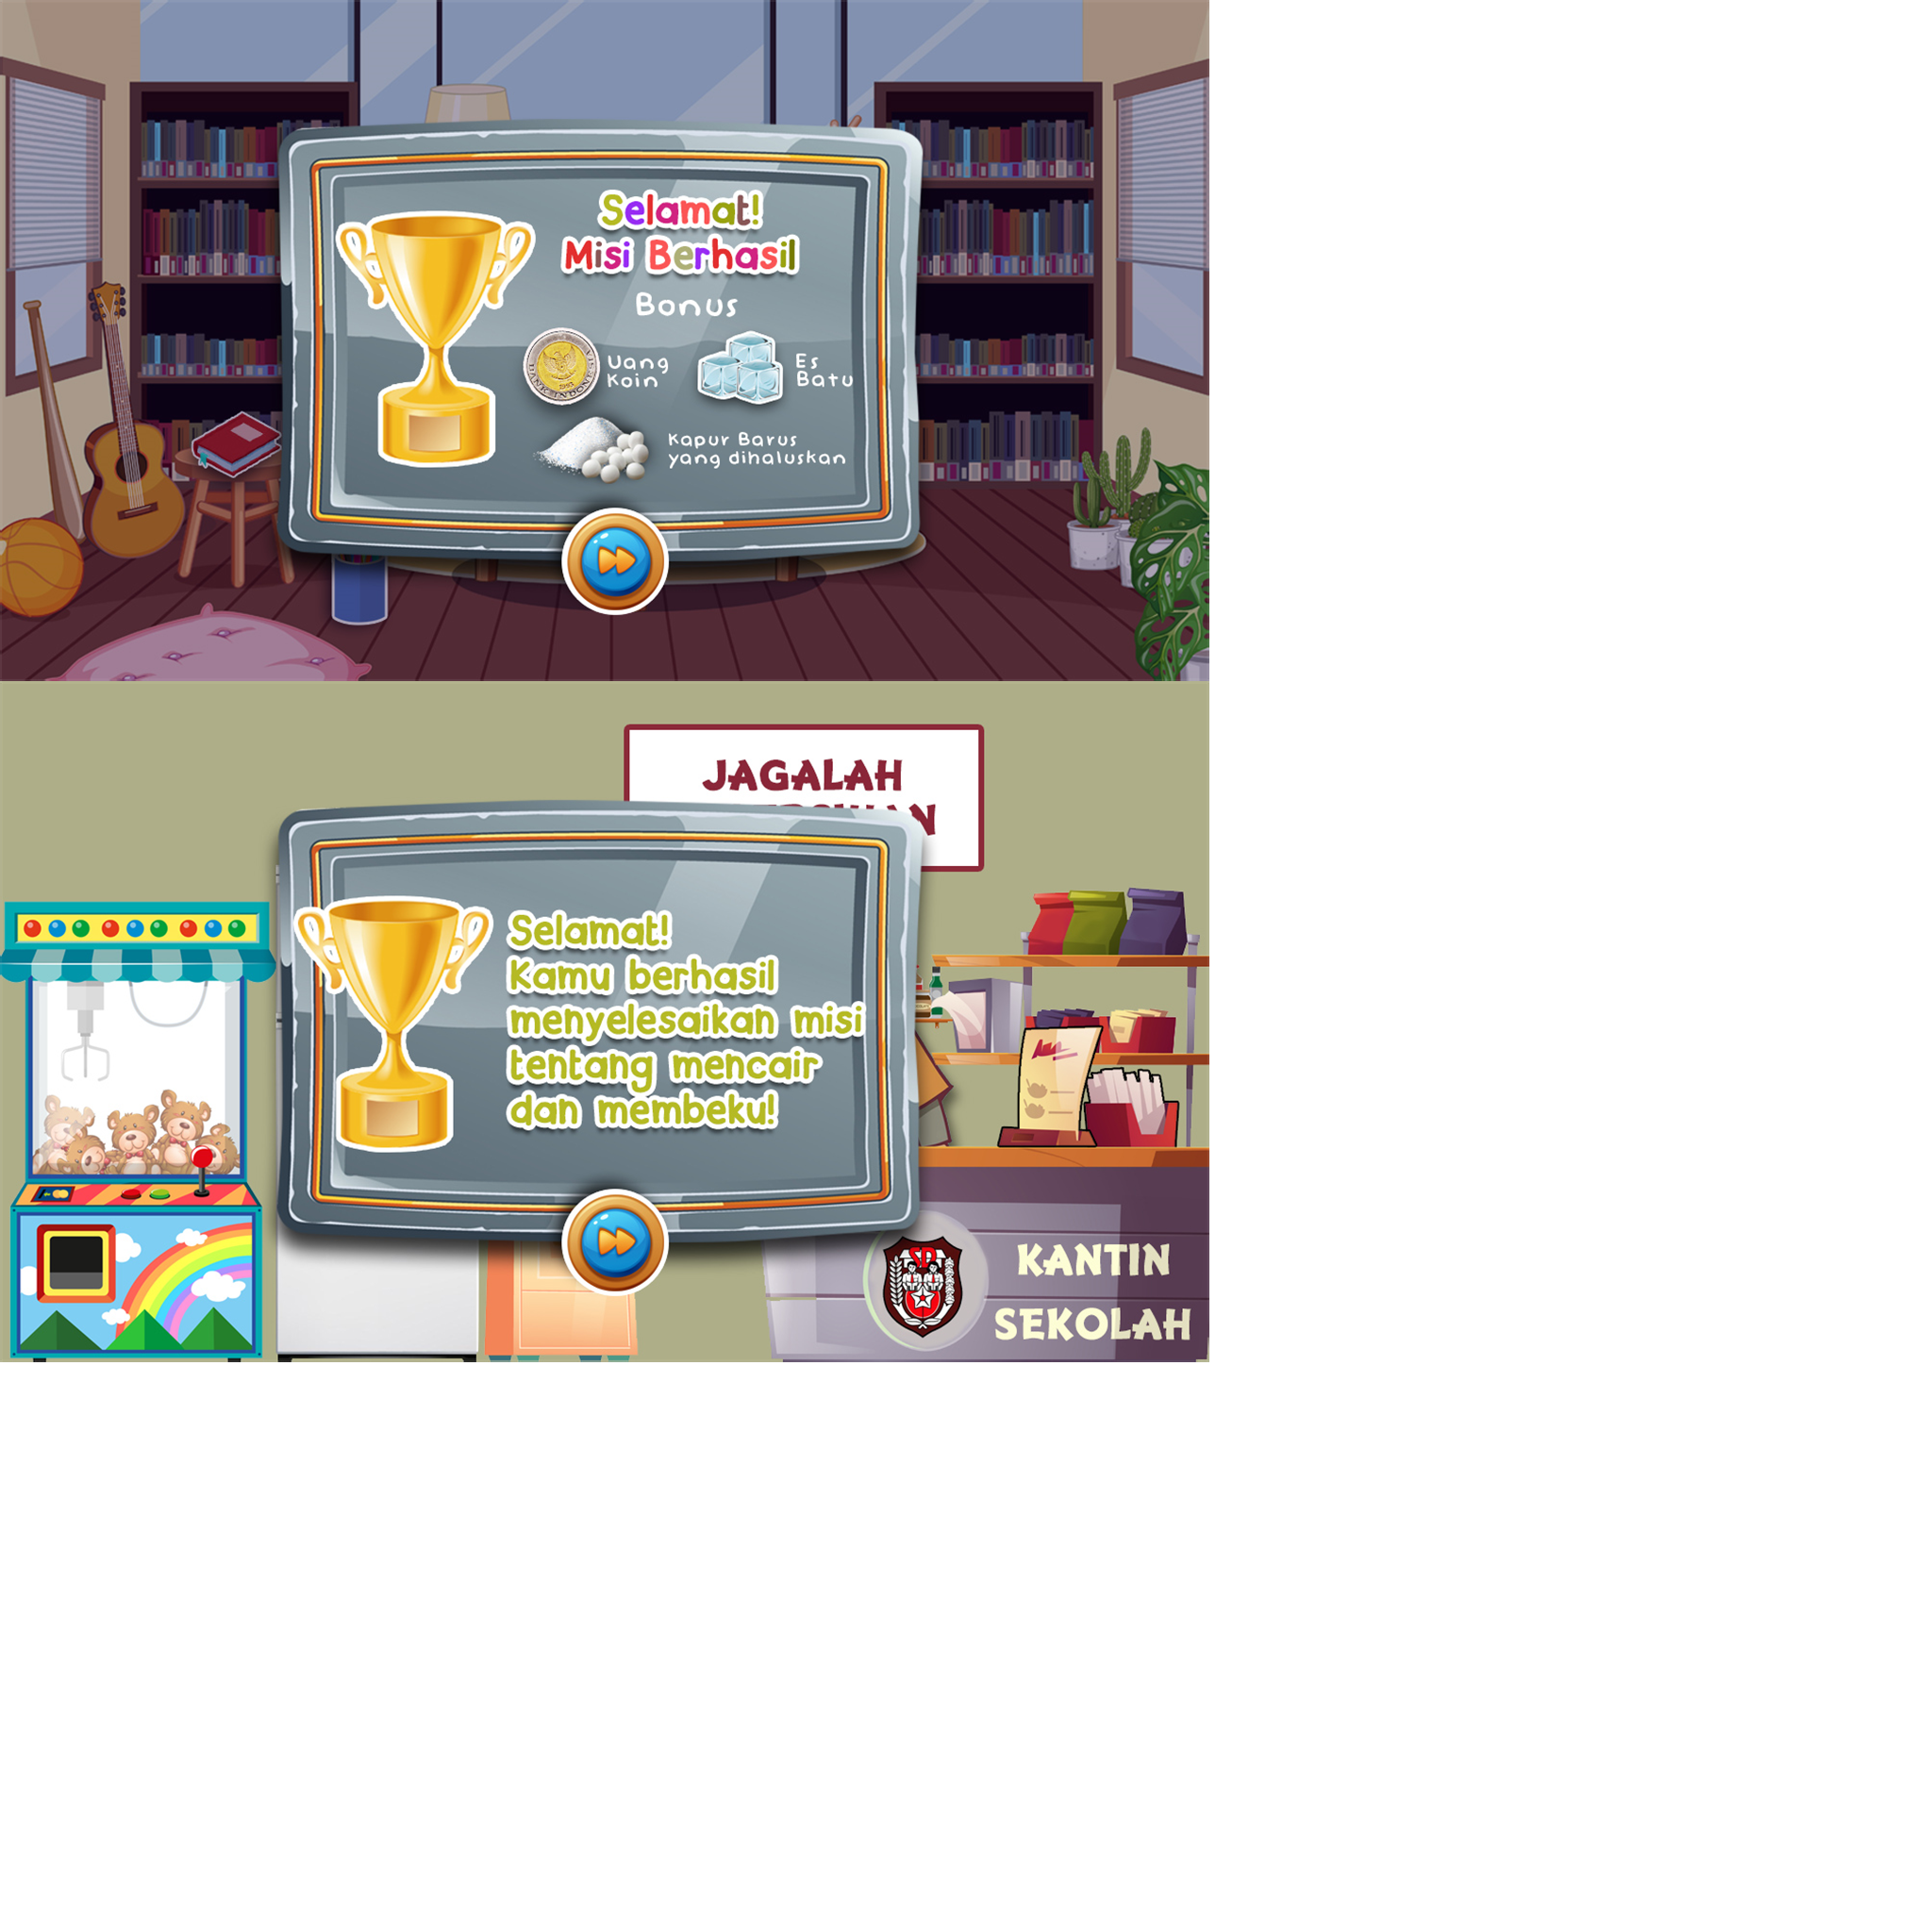 Selamat!
Misi Berhasil
Bonus
Uang
Koin
Es
Batu
Kapur Barus
yang dihaluskan
JAGALAH
Selamat!
Kamu berhasil
menyelesaikan misi
tentang mencair
dan membeku!
SD
KANTIN
SEKOLAH